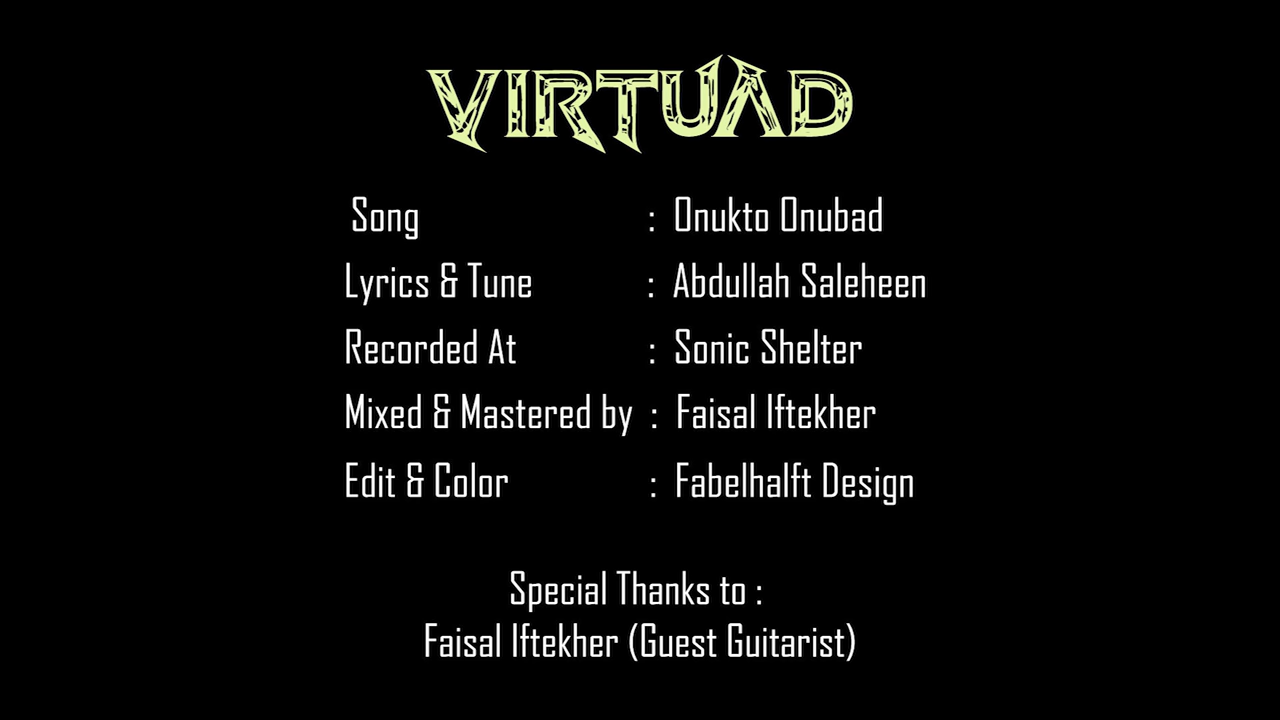 VIRTUAD
Song : Onukto Onubad
Lyrics & Tune : Abdullah Saleheen
Recorded At : Sonic Shelter
Mixed & Mastered by : Faisal Iftekher
Edit & Color : Fabelhalft Design
Special Thanks to :
Faisal Iftekher (Guest Guitarist)